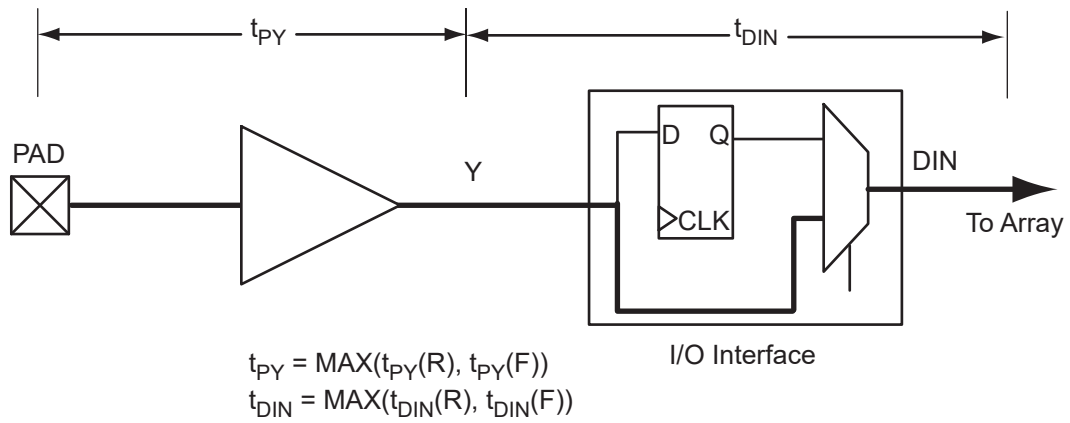 tPY
tDIN
PAD
Y
D Q
CLK
DIN
To Array
I/O Interface
tPY = MAX(tPY(R), tPY(F))
tDIN = MAX(tDIN(R), tDIN(F))